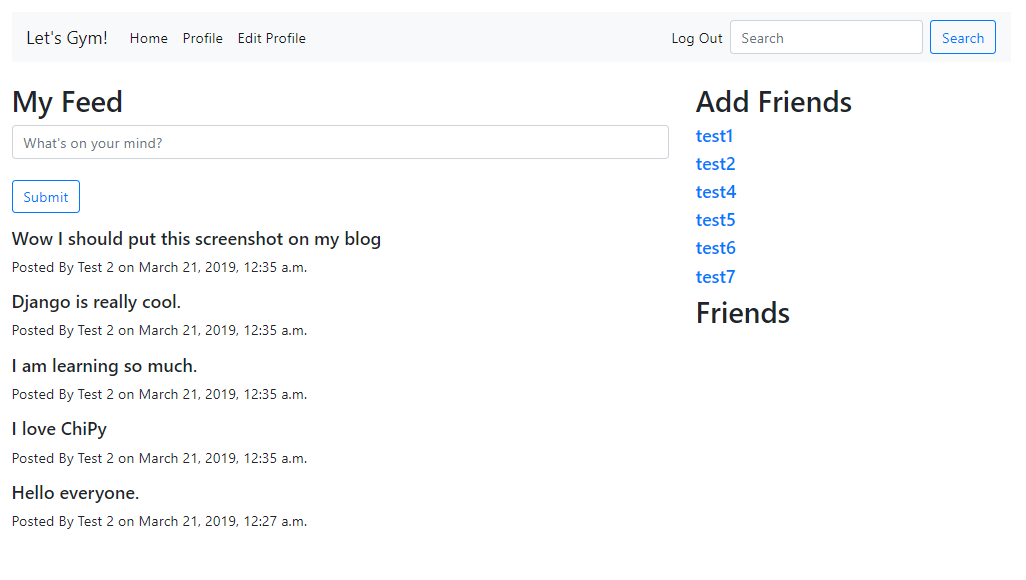 Let's Gym! Home Profile Edit Profile Log Out Search Search
My Feed
What's on your mind?
Submit
Wow I should put this screenshot on my blog
Posted By Test 2 on March 21, 2019, 12:35 a.m.
Django is really cool.
Posted By Test 2 on March 21, 2019, 12:35 a.m.
I am learning so much.
Posted By Test 2 on March 21, 2019, 12:35 a.m.
I love ChiPy
Posted By Test 2 on March 21, 2019, 12:35 a.m.
Hello everyone.
Posted By Test 2 on March 21, 2019, 12:27 a.m.
Add Friends
test1
test2
test4
test5
test6
test7
Friends